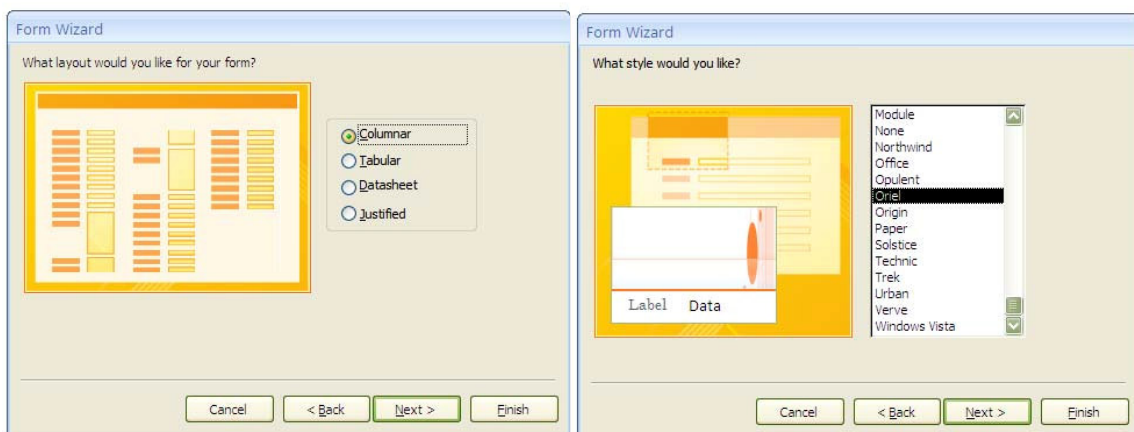 Form Wizard
What layout would you like for your form?
Columnar
Tabular
Datasheet
Justified
Cancel
< Back
Next >
Finish
Form Wizard
What style would you like?
Module
None
Northwind
Office
Opulent
Oriel
Origin
Paper
Solstice
Technic
Trek
Urban
Verve
Windows Vista
Label Data
Cancel
< Back
Next >
Finish